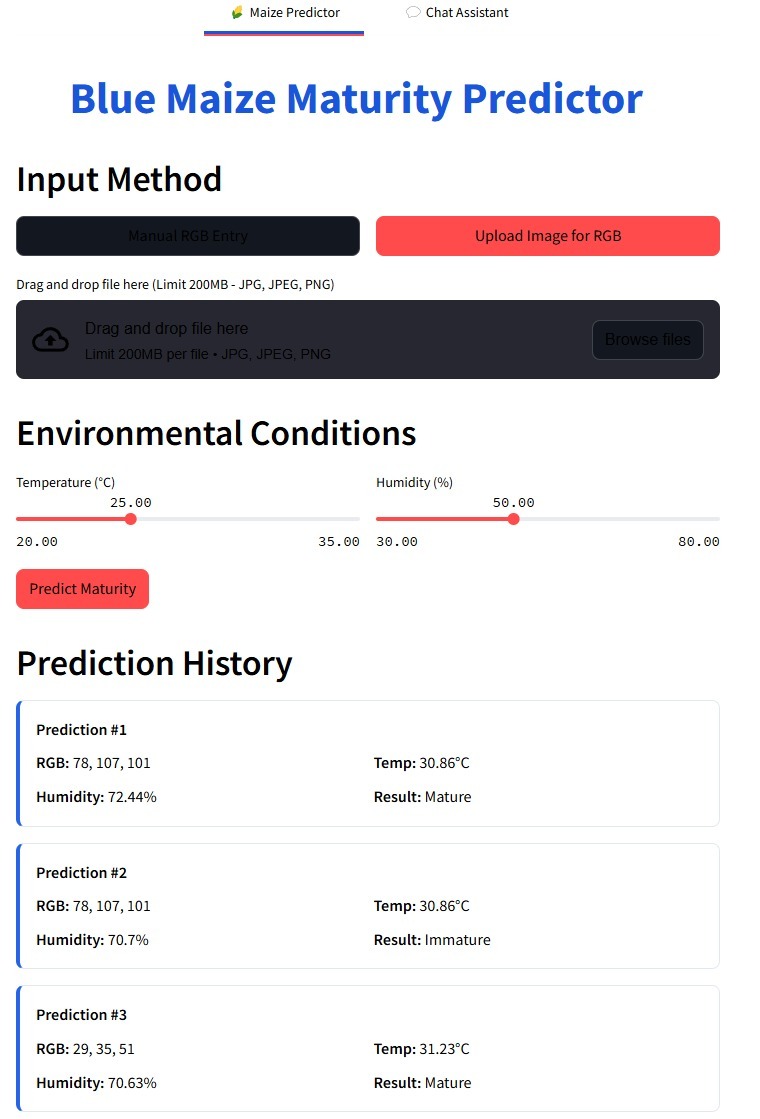 Maize Predictor
Chat Assistant
Blue Maize Maturity Predictor
Input Method
Manual RGB Entry
Upload Image for RGB
Drag and drop file here (Limit 200MB - JPG, JPEG, PNG)
Drag and drop file here
Limit 200MB per file • JPG, JPEG, PNG
Browse files
Environmental Conditions
Temperature (°C)
Humidity (%)
25.00
50.00
20.00
35.00
30.00
80.00
Predict Maturity
Prediction History
Prediction #1
RGB: 78, 107, 101
Temp: 30.86°C
Humidity: 72.44%
Result: Mature
Prediction #2
RGB: 78, 107, 101
Temp: 30.86°C
Humidity: 70.7%
Result: Immature
Prediction #3
RGB: 29, 35, 51
Temp: 31.23°C
Humidity: 70.63%
Result: Mature